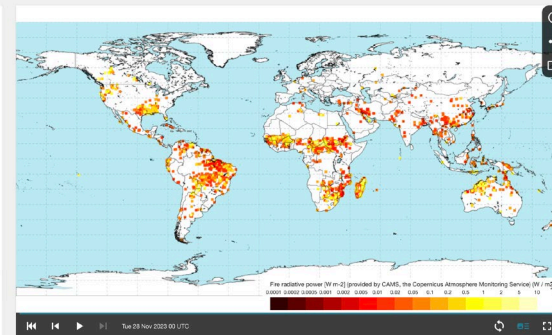 Fire radiative power [W m-2] (provided by CAMS, the Copernicus Atmosphere Monitoring Service) (W / m2
0.0001 0.0002 0.0005 0.001 0.002 0.005 0.01 0.02 0.05 0.1 0.2 0.5 1 2 5 10
Tue 28 Nov 2023 00 UTC